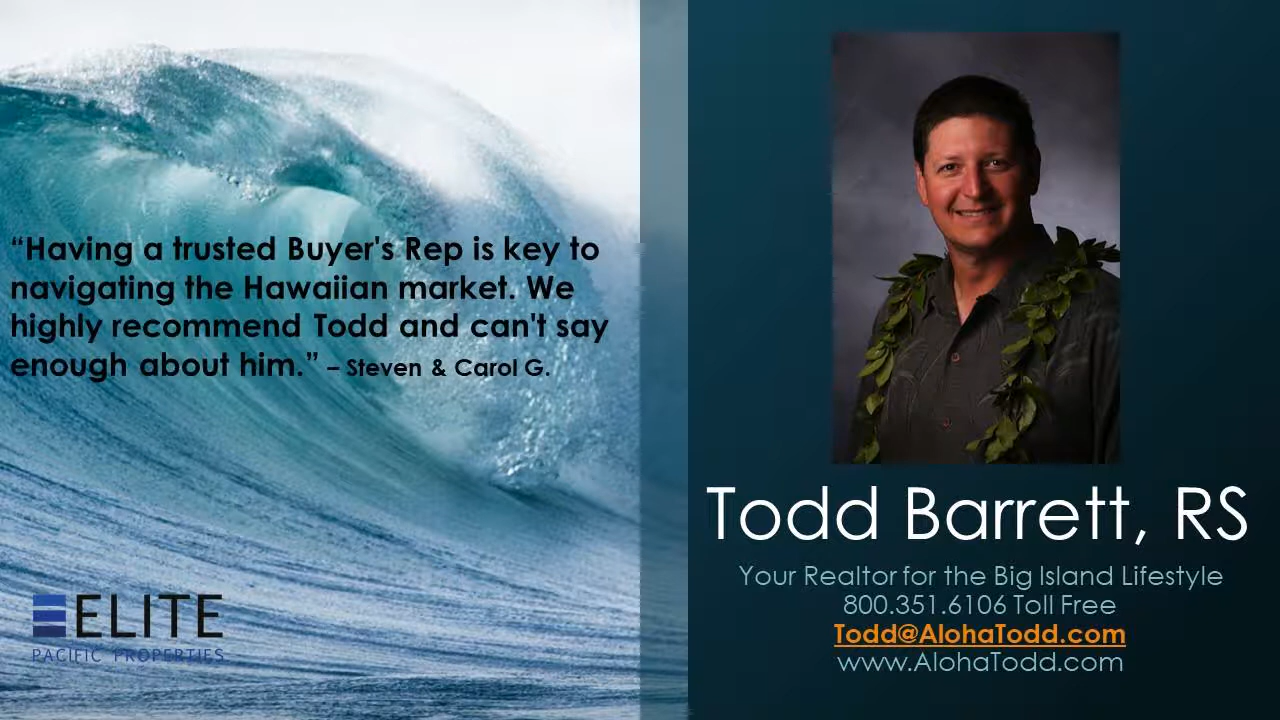 “Having a trusted Buyer's Rep is key to
navigating the Hawaiian market. We
highly recommend Todd and can't say
enough about him.” – Steven & Carol G.
ELITE
PACIFIC PROPERTIES
Todd Barrett, RS
Your Realtor for the Big Island Lifestyle
800.351.6106 Toll Free
Todd@AlohaTodd.com
www.AlohaTodd.com